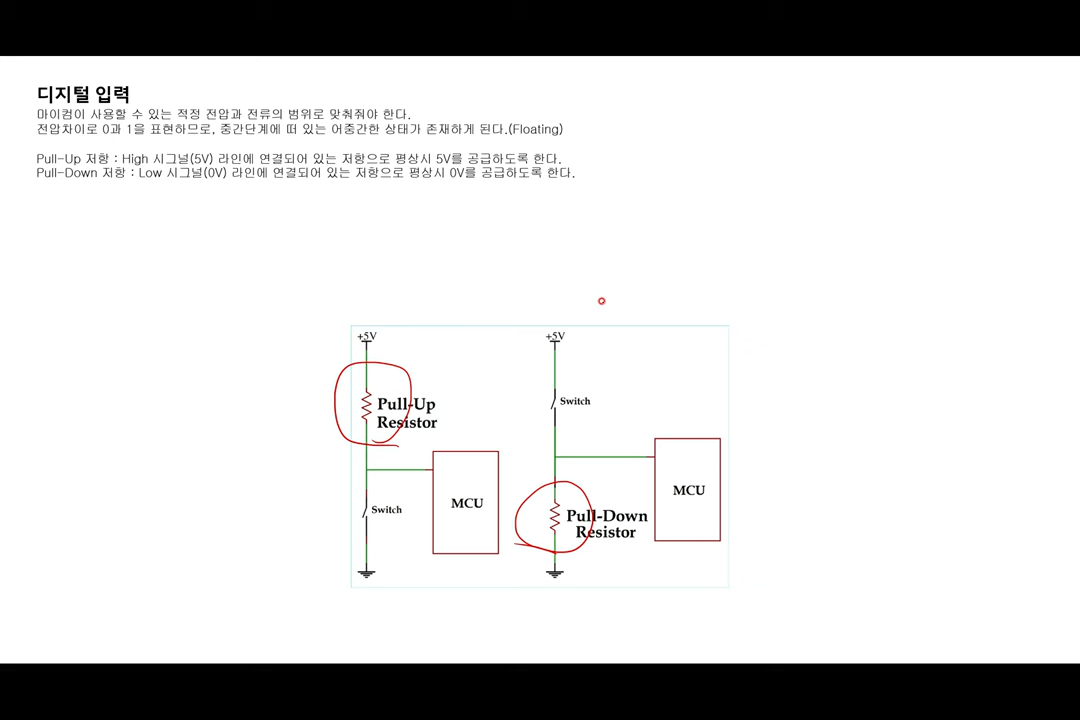 디지털 입력
마이컴이 사용할 수 있는 적정 전압과 전류의 범위로 맞춰줘야 한다.
전압차이로 0과 1을 표현하므로, 중간단계에 떠 있는 어중간한 상태가 존재하게 된다.(Floating)
Pull-Up 저항 : High 시그널(5V) 라인에 연결되어 있는 저항으로 평상시 5V를 공급하도록 한다.
Pull-Down 저항 : Low 시그널(0V) 라인에 연결되어 있는 저항으로 평상시 0V를 공급하도록 한다.
+5V
Pull-Up
Resistor
MCU
Switch
+5V
Switch
MCU
Pull-Down
Resistor